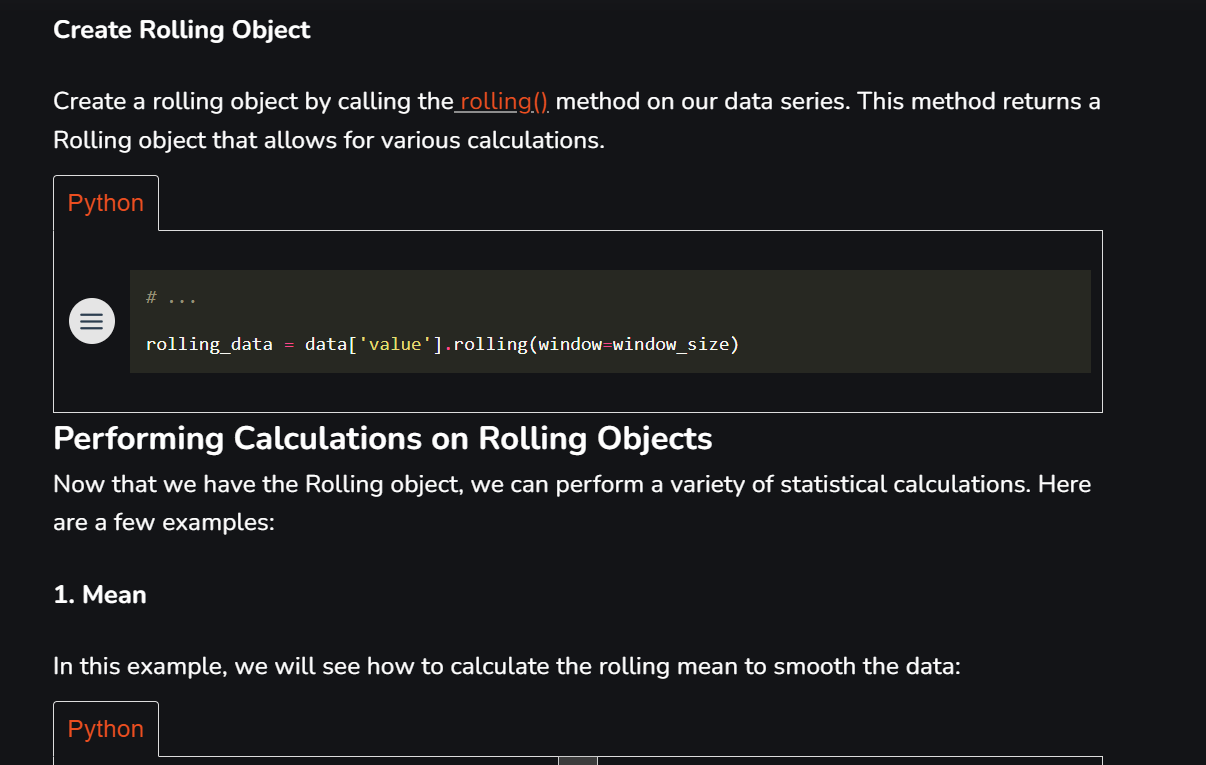 Create Rolling Object
Create a rolling object by calling the rolling() method on our data series. This method returns a
Rolling object that allows for various calculations.
Python
# ...
rolling_data = data['value'].rolling(window=window_size)
Performing Calculations on Rolling Objects
Now that we have the Rolling object, we can perform a variety of statistical calculations. Here
are a few examples:
1. Mean
In this example, we will see how to calculate the rolling mean to smooth the data:
Python